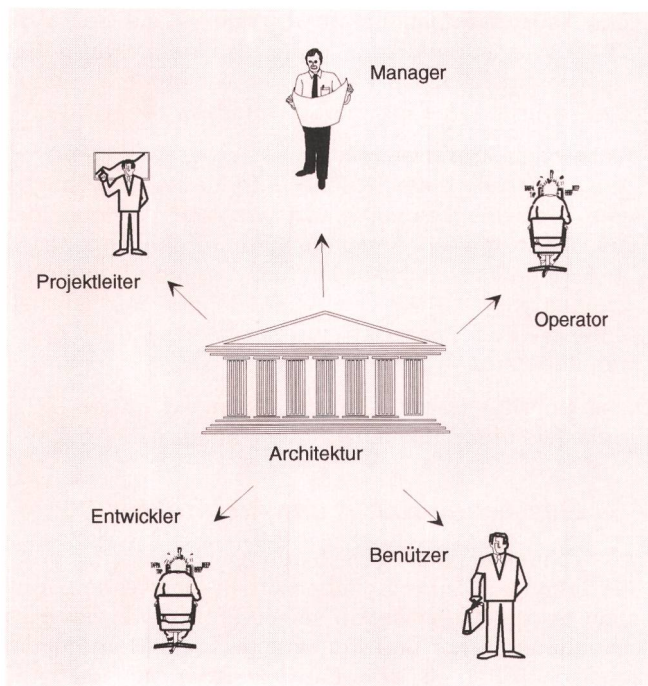 Manager
Projektleiter
Operator
Architektur
Entwickler
Benützer